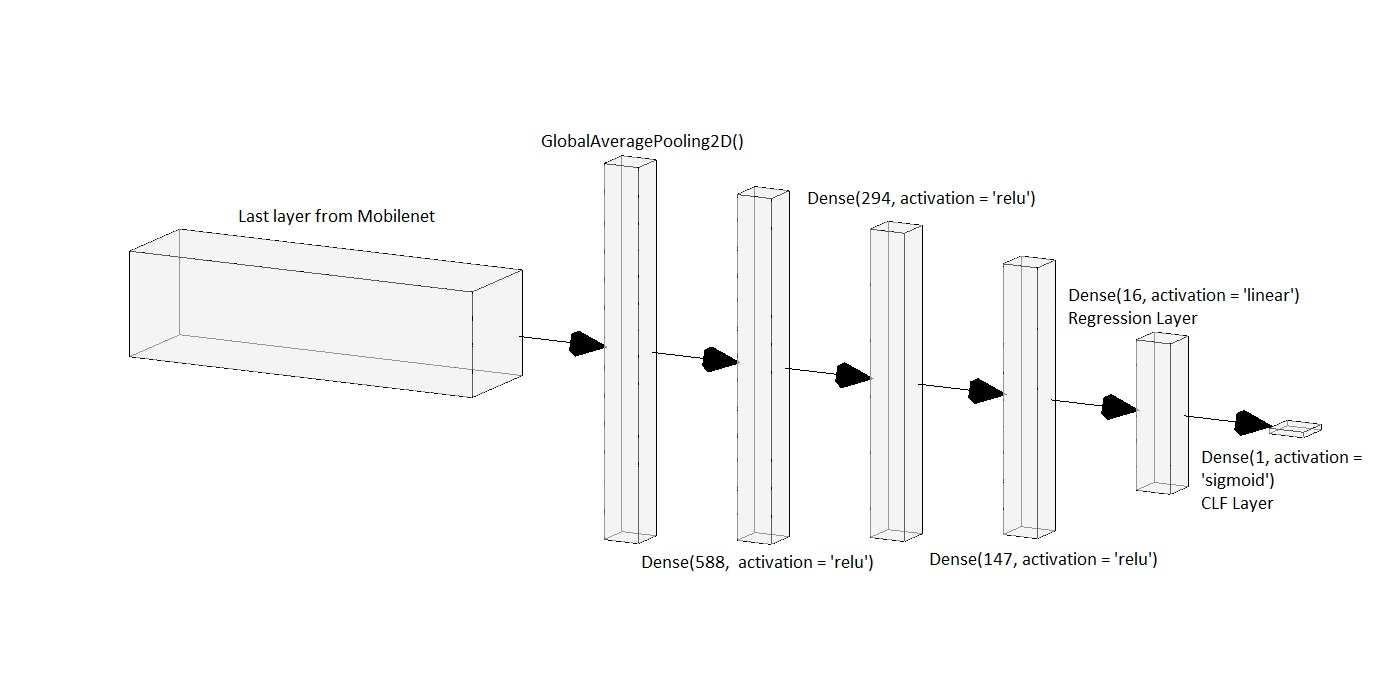 GlobalAveragePooling2D()
Last layer from Mobilenet
Dense(294, activation = 'relu')
Dense(16, activation = 'linear')
Regression Layer
Dense(1, activation =
'sigmoid')
CLF Layer
Dense(588,  activation = 'relu')
Dense(147, activation = 'relu')